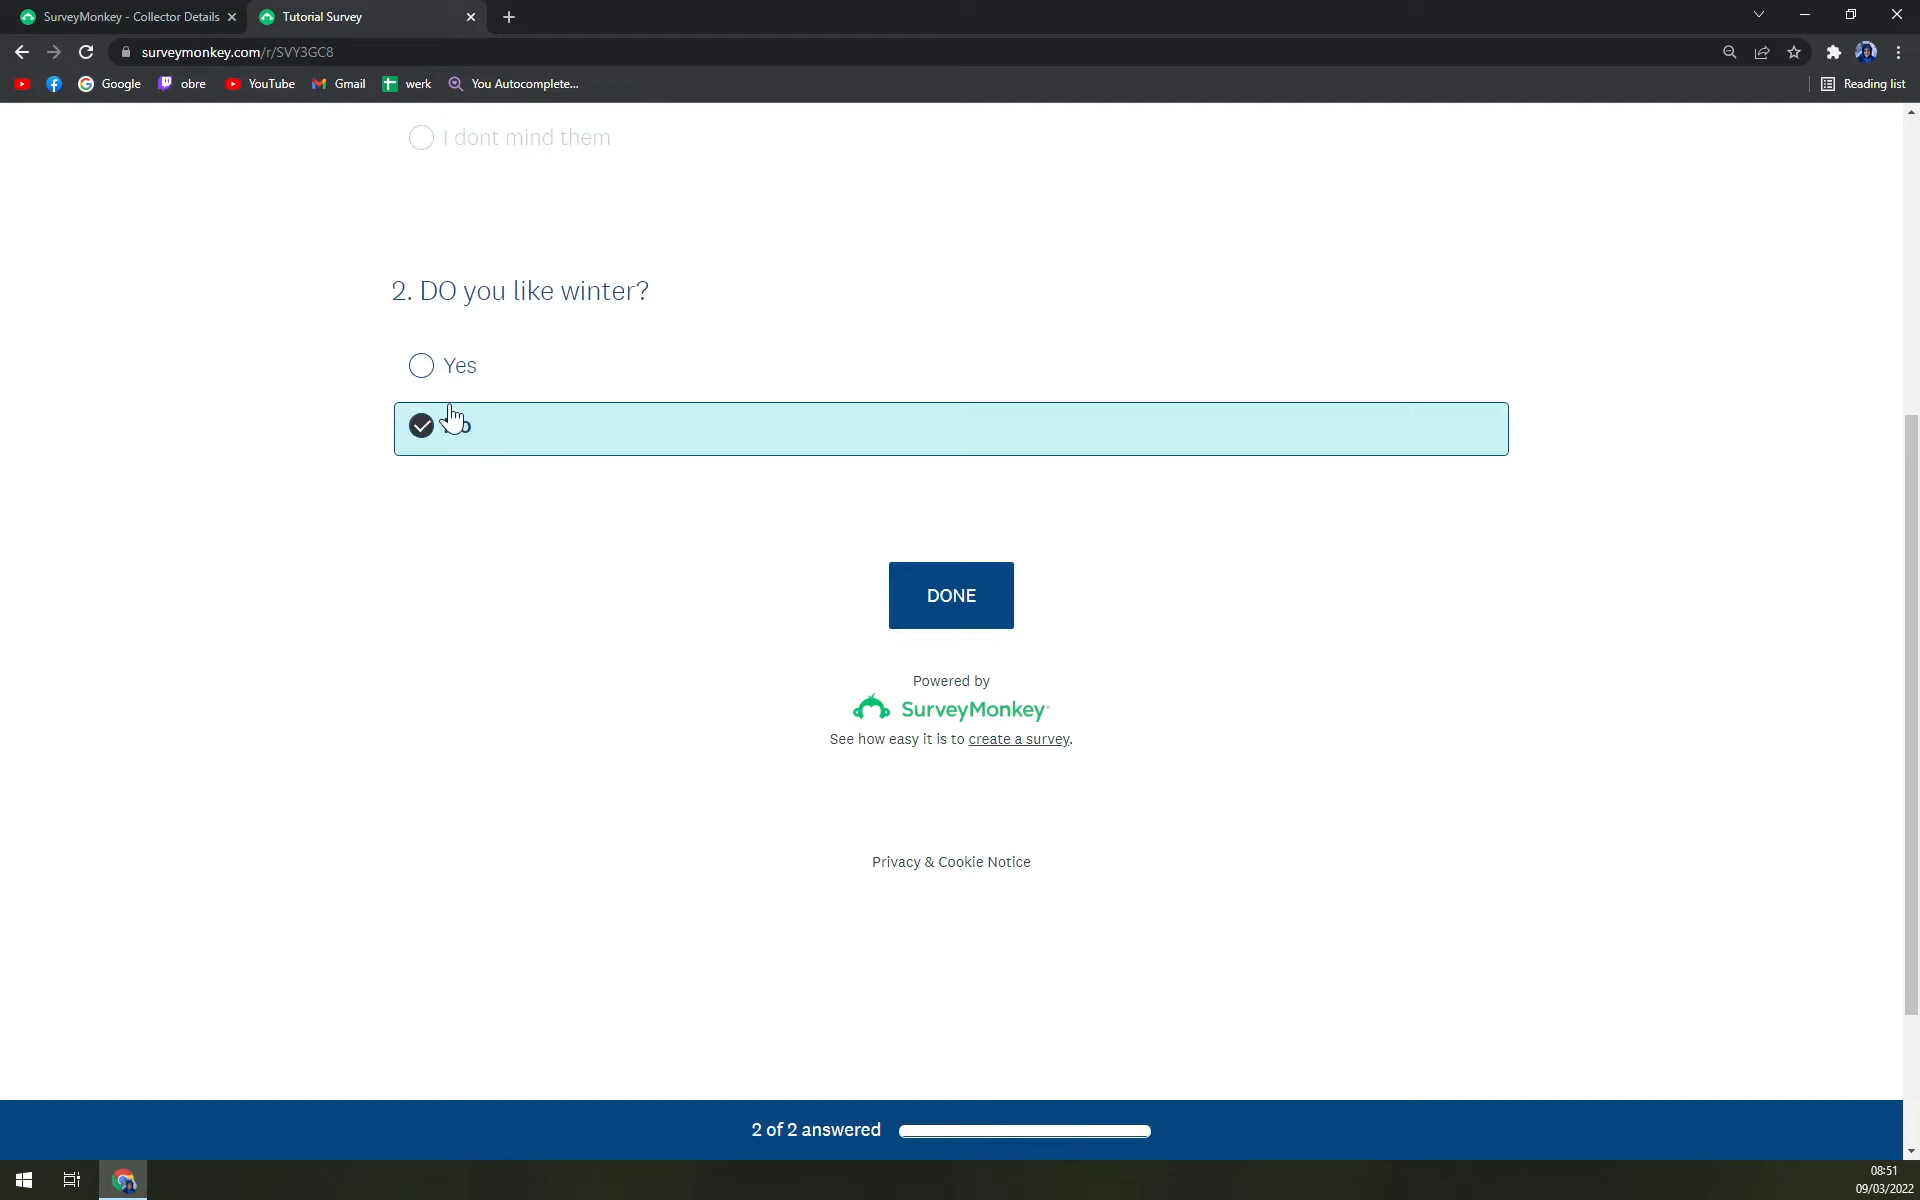 SurveyMonkey - Collector Details
Tutorial Survey
surveymonkey.com/r/SVY3GC8
Google
obre
YouTube
Gmail
werk
You Autocomplete...
Reading list
I dont mind them
2. DO you like winter?
Yes
DONE
Powered by
SurveyMonkey
See how easy it is to create a survey.
Privacy & Cookie Notice
2 of 2 answered
08:51
09/03/2022